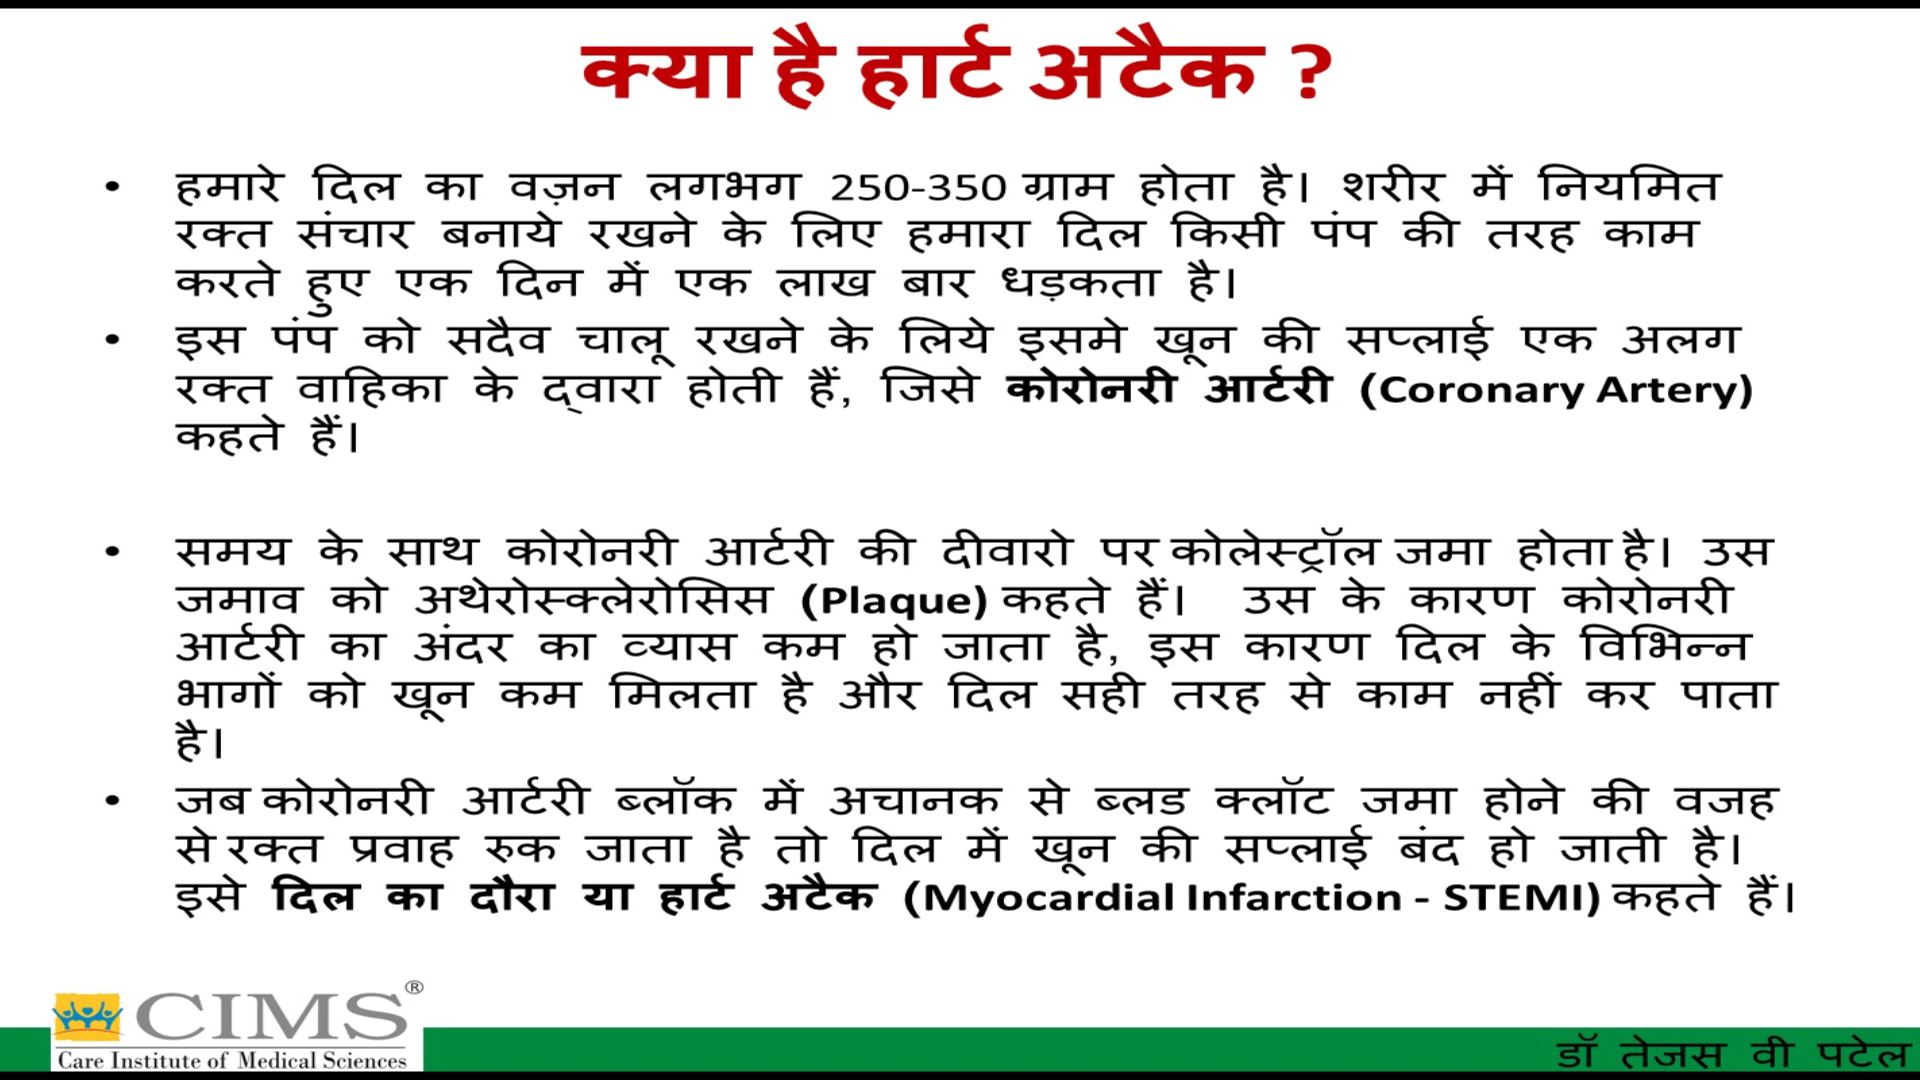 क्या है हार्ट अटैक ?
• हमारे दिल का वज़न लगभग 250-350 ग्राम होता है। शरीर में नियमित
रक्त संचार बनाये रखने के लिए हमारा दिल किसी पंप की तरह काम
करते हुए एक दिन में एक लाख बार धड़कता है।
• इस पंप को सदैव चालू रखने के लिये इसमे खून की सप्लाई एक अलग
रक्त वाहिका के द्वारा होती हैं, जिसे कोरोनरी आर्टरी (Coronary Artery)
कहते हैं।
• समय के साथ कोरोनरी आर्टरी की दीवारो पर कोलेस्ट्रॉल जमा होता है। उस
जमाव को अथेरोस्क्लेरोसिस (Plaque) कहते हैं। उस के कारण कोरोनरी
आर्टरी का अंदर का व्यास कम हो जाता है, इस कारण दिल के विभिन्न
भागों को खून कम मिलता है और दिल सही तरह से काम नहीं कर पाता
है।
• जब कोरोनरी आर्टरी ब्लॉक में अचानक से ब्लड क्लॉट जमा होने की वजह
से रक्त प्रवाह रुक जाता है तो दिल में खून की सप्लाई बंद हो जाती है।
इसे दिल का दौरा या हार्ट अटैक (Myocardial Infarction - STEMI) कहते हैं।
CIMS®
Care Institute of Medical Sciences
डॉ तेजस वी पटेल